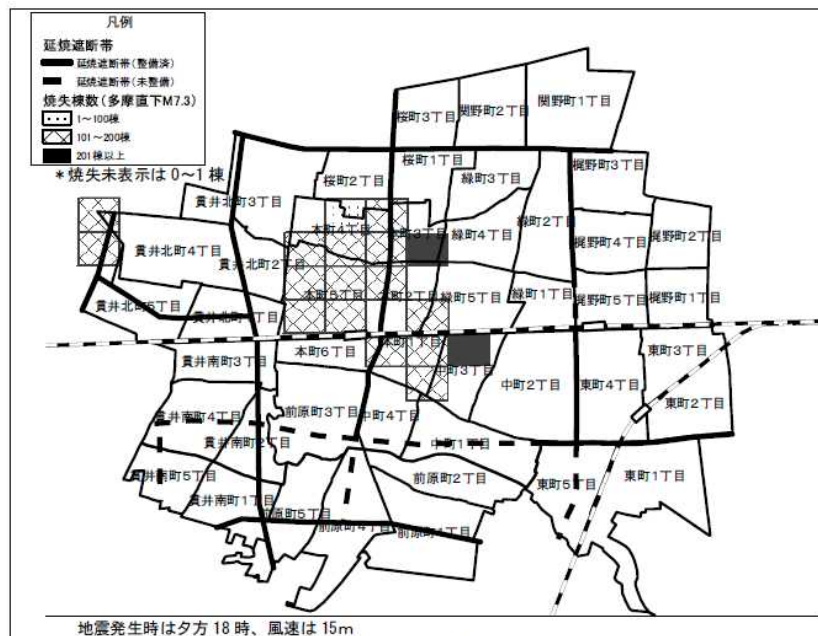 凡例
延焼遮断帯
延焼遮断帯(整備済)
延焼遮断帯(未整備)
焼失棟数(多摩直下M7.3)
1～100棟
101～200棟
201棟以上
*焼失未表示は0～1棟
桜町3丁目
関野町2丁目
関野町1丁目
桜町2丁目
桜町1丁目
緑町3丁目
梶野町3丁目
貫井北町3丁目
本町4丁目
本町3丁目
緑町4丁目
緑町2丁目
梶野町4丁目
梶野町2丁目
貫井北町4丁目
貫井北町2丁目
本町5丁目
本町2丁目
緑町5丁目
緑町1丁目
梶野町5丁目
梶野町1丁目
貫井北町5丁目
貫井北町1丁目
貫井南町3丁目
本町6丁目
本町1丁目
中町3丁目
中町2丁目
東町4丁目
東町3丁目
東町2丁目
貫井南町4丁目
前原町3丁目
中町4丁目
貫井南町2丁目
中町1丁目
貫井南町5丁目
前原町2丁目
東町5丁目
東町1丁目
貫井南町1丁目
前原町5丁目
前原町4丁目
前原町1丁目
地震発生時は夕方18時、風速は15m